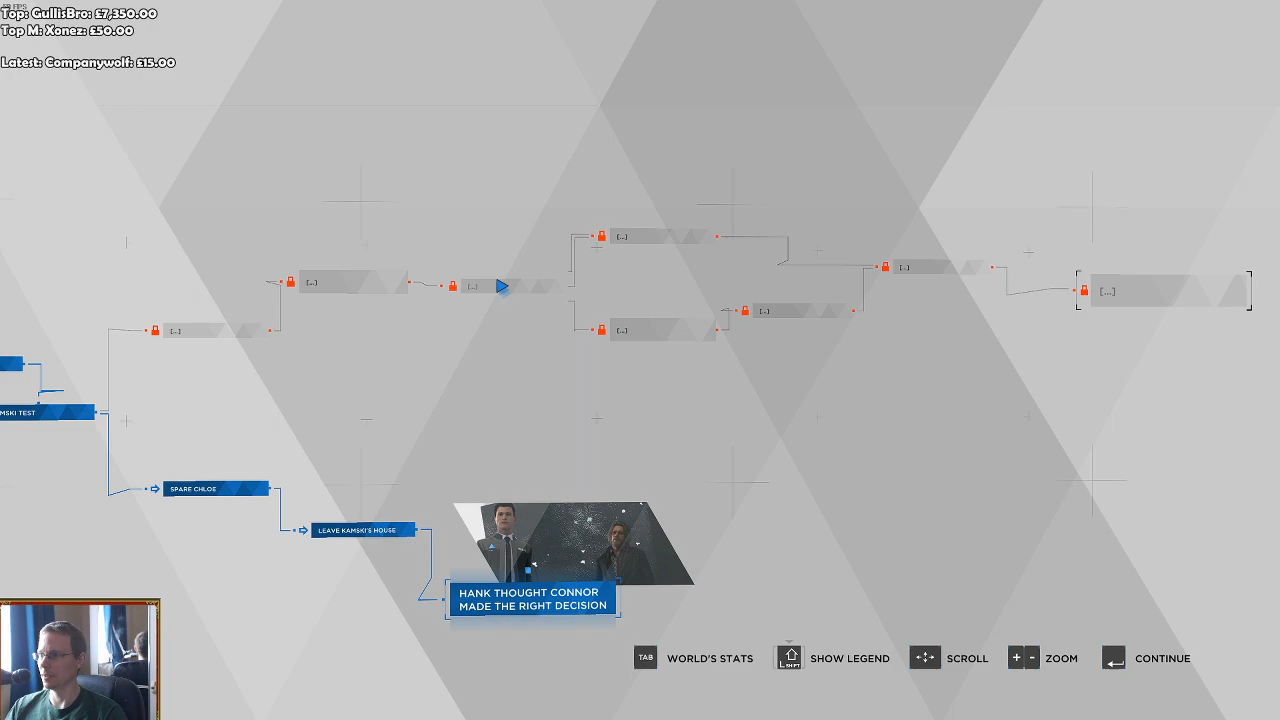 Top: GullisBro: £7,350.00
Top M: Xonez: £50.00
Latest: Companywolf: £15.00
[...]
[...]
[...]
[...]
[...]
[...]
[...]
[...]
MSKI TEST
SPARE CHLOE
LEAVE KAMSKI'S HOUSE
HANK THOUGHT CONNOR
MADE THE RIGHT DECISION
TAB WORLD'S STATS
L SHIFT SHOW LEGEND
SCROLL
+ - ZOOM
CONTINUE